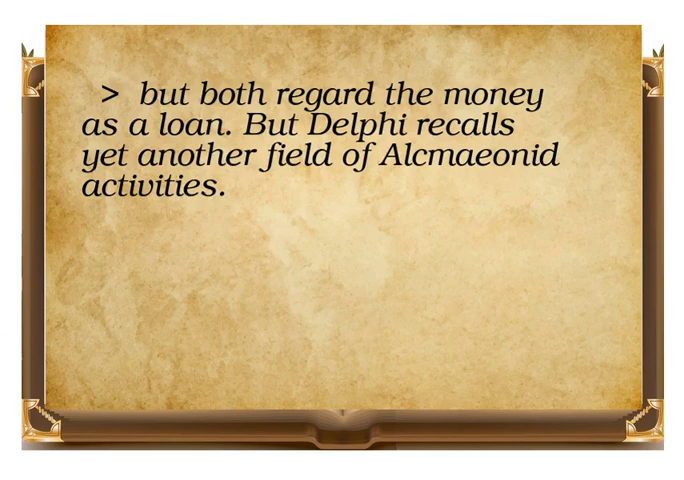 > but both regard the money
as a loan. But Delphi recalls
yet another field of Alcmaeonid
activities.